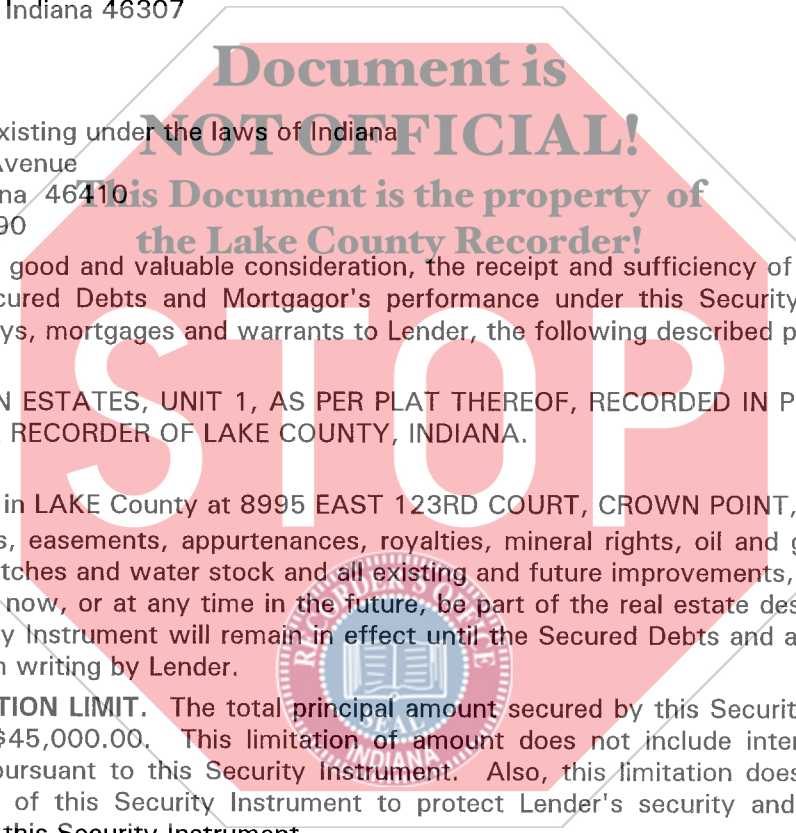 Indiana 46307
Document is
NOT OFFICIAL!
xisting under the laws of Indiana
Avenue
na 46410
This Document is the property of
90
the Lake County Recorder!
good and valuable consideration, the receipt and sufficiency of
cured Debts and Mortgagor's performance under this Security
ys, mortgages and warrants to Lender, the following described p
STOP
N ESTATES, UNIT 1, AS PER PLAT THEREOF, RECORDED IN P
RECORDER OF LAKE COUNTY, INDIANA.
in LAKE County at 8995 EAST 123RD COURT, CROWN POINT,
s, easements, appurtenances, royalties, mineral rights, oil and g
tches and water stock and all existing and future improvements,
now, or at any time in the future, be part of the real estate des
y Instrument will remain in effect until the Secured Debts and a
n writing by Lender.
RECORDER'S OFFICE
SEAL
INDIANA
TION LIMIT. The total principal amount secured by this Securit
$45,000.00. This limitation of amount does not include inter
pursuant to this Security Instrument. Also, this limitation does
of this Security Instrument to protect Lender's security and
this Security Instrument